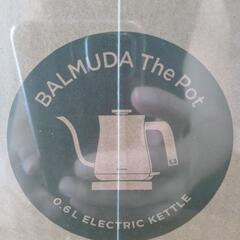 BALMUDA The Pot
0.6L ELECTRIC KETTLE